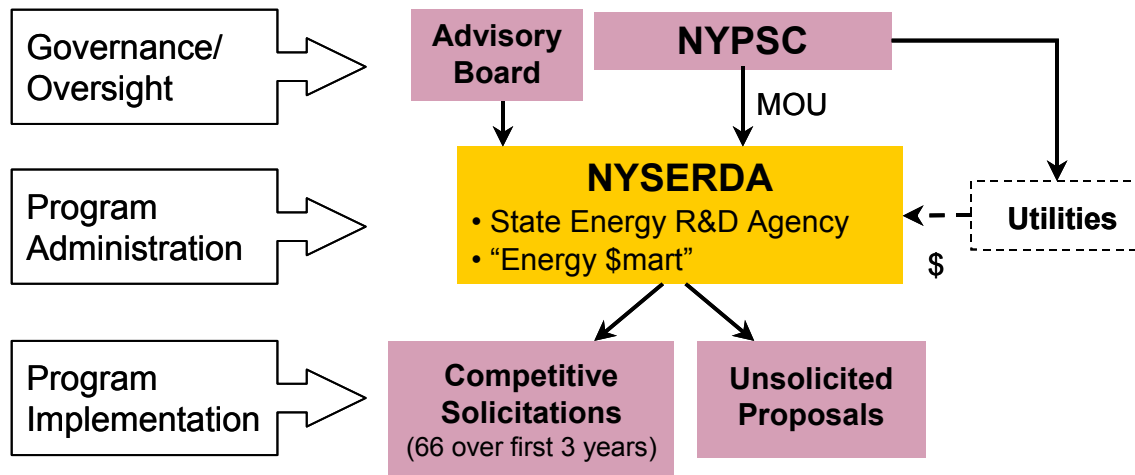 Governance/
Oversight
Advisory
Board
NYPSC
MOU
Program
Administration
NYSERDA
• State Energy R&D Agency
• “Energy $mart”
Utilities
$
Program
Implementation
Competitive
Solicitations
(66 over first 3 years)
Unsolicited
Proposals